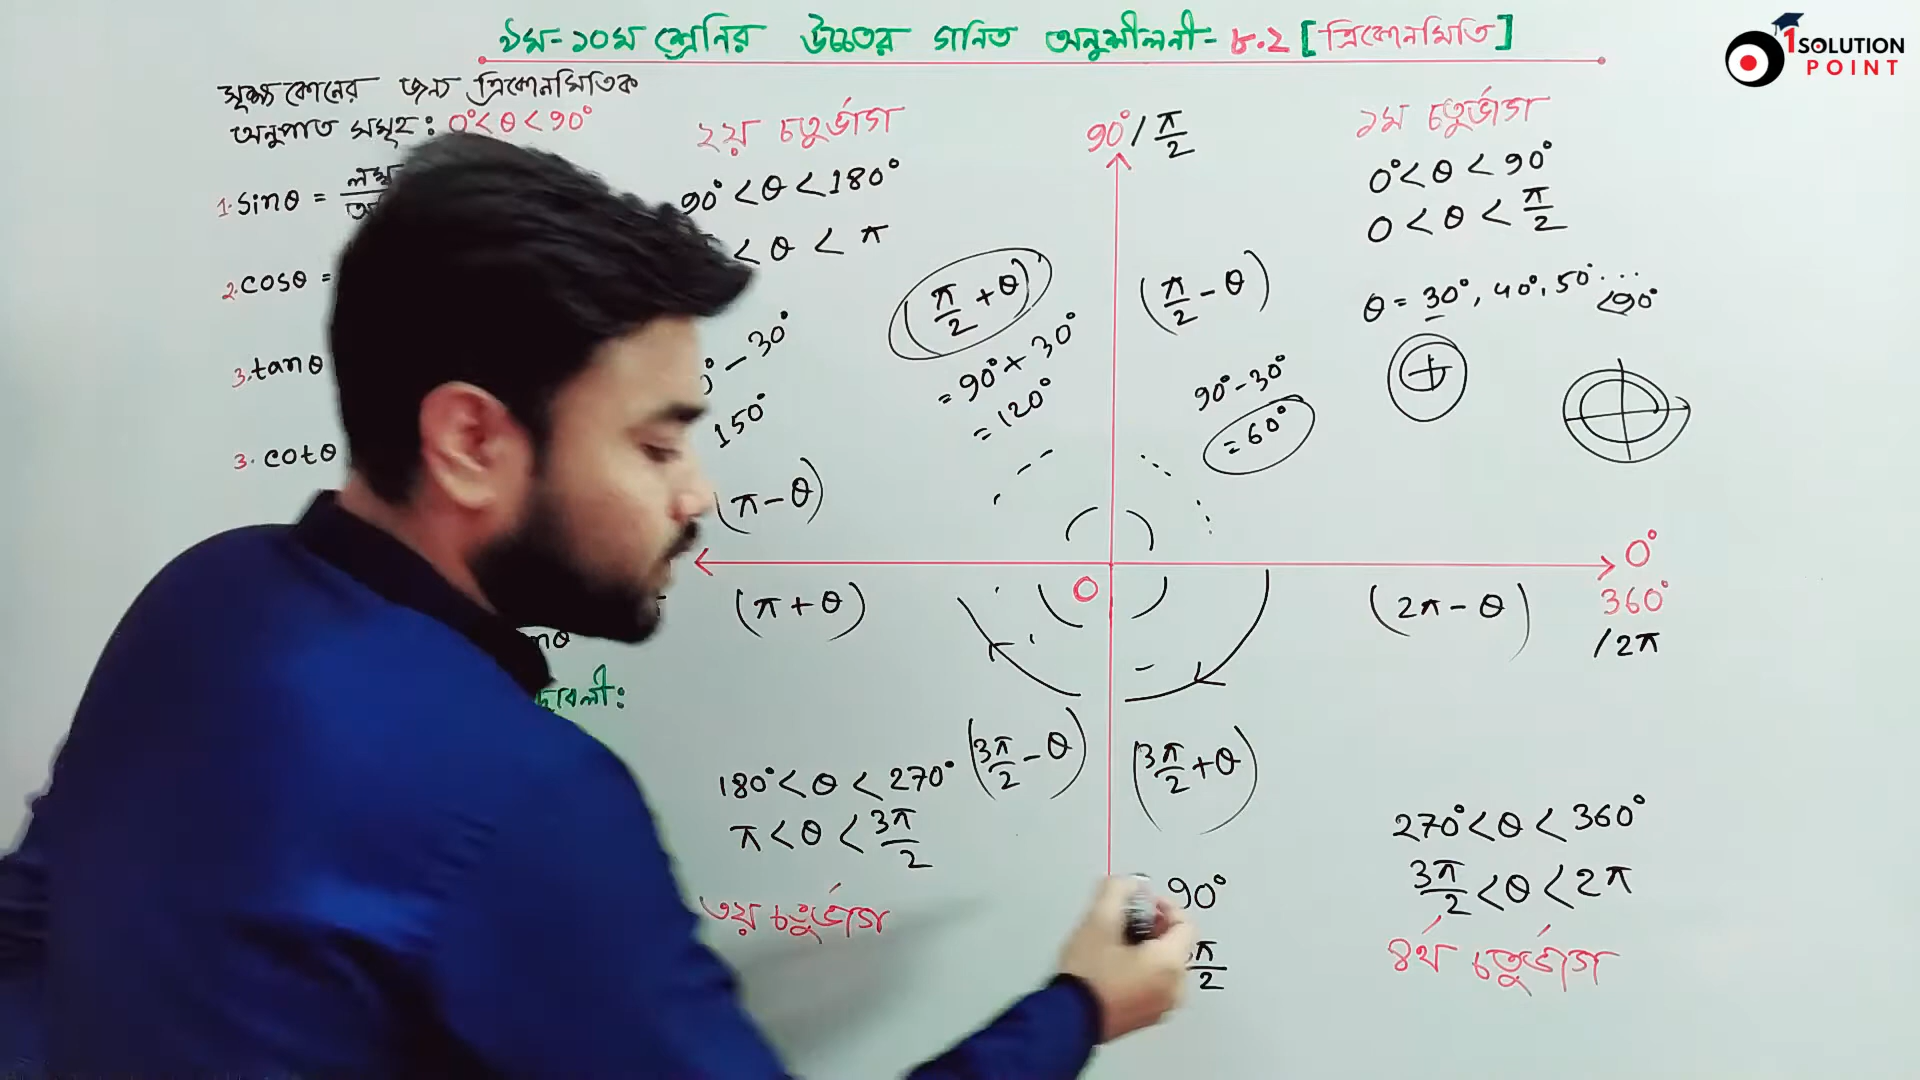 ৯ম-১০ম শ্রেনির উচ্চতর গনিত অনুশীলনী-৮.২ [ত্রিকোনমিতি]
1 SOLUTION
POINT
সূক্ষ্ম কোনের জন্য ত্রিকোনমিতিক
অনুপাত সমূহ: 0°<θ<90°
1. sinθ = লম্ব
2. cosθ =
3. tanθ
3. cotθ
২য় চতুর্ভাগ
90° < θ < 180°
< θ < π
- 30°
150°
(π-θ)
(π/2 + θ)
= 90° + 30°
= 120°
90°/π/2
(π/2 - θ)
90°-30°
= 60°
১ম চতুর্ভাগ
0° < θ < 90°
0 < θ < π/2
θ = 30°, 40°, 50° ...
<90°
0°
360°
/2π
O
(π+θ)
(2π-θ)
(3π/2 - θ)
(3π/2 + θ)
180° < θ < 270°
π < θ < 3π/2
৩য় চতুর্ভাগ
90°
π/2
270° < θ < 360°
3π/2 < θ < 2π
৪র্থ চতুর্ভাগ